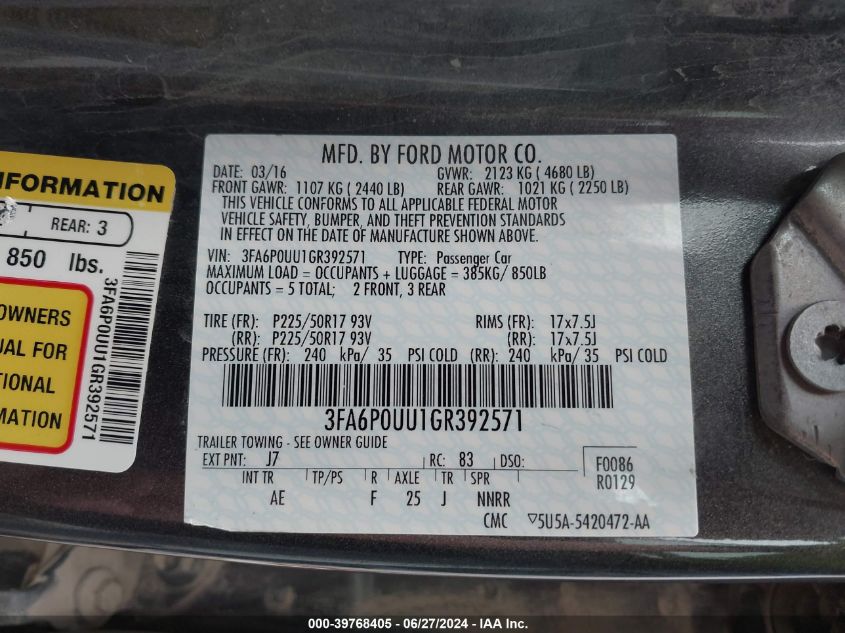 MFD. BY FORD MOTOR CO.
DATE: 03/16 GVWR: 2123 KG ( 4680 LB)
FRONT GAWR: 1107 KG ( 2440 LB) REAR GAWR: 1021 KG ( 2250 LB)
THIS VEHICLE CONFORMS TO ALL APPLICABLE FEDERAL MOTOR
VEHICLE SAFETY, BUMPER, AND THEFT PREVENTION STANDARDS
IN EFFECT ON THE DATE OF MANUFACTURE SHOWN ABOVE.
VIN: 3FA6P0UU1GR392571 TYPE: Passenger Car
MAXIMUM LOAD = OCCUPANTS + LUGGAGE = 385KG/ 850LB
OCCUPANTS = 5 TOTAL; 2 FRONT, 3 REAR
TIRE (FR): P225/50R17 93V RIMS (FR): 17x7.5J
(RR): P225/50R17 93V (RR): 17x7.5J
PRESSURE (FR): 240 kPa/ 35 PSI COLD (RR): 240 kPa/ 35 PSI COLD
3FA6P0UU1GR392571
TRAILER TOWING - SEE OWNER GUIDE
EXT PNT: J7 RC: 83 DSO:
F0086
R0129
INT TR TP/PS R AXLE TR SPR
AE F 25 J NNRR
CMC ▽5U5A-5420472-AA
INFORMATION
REAR: 3
850 lbs.
OWNERS
UAL FOR
TIONAL
MATION
3FA6P0UU1GR392571
000-39768405 - 06/27/2024 - IAA Inc.